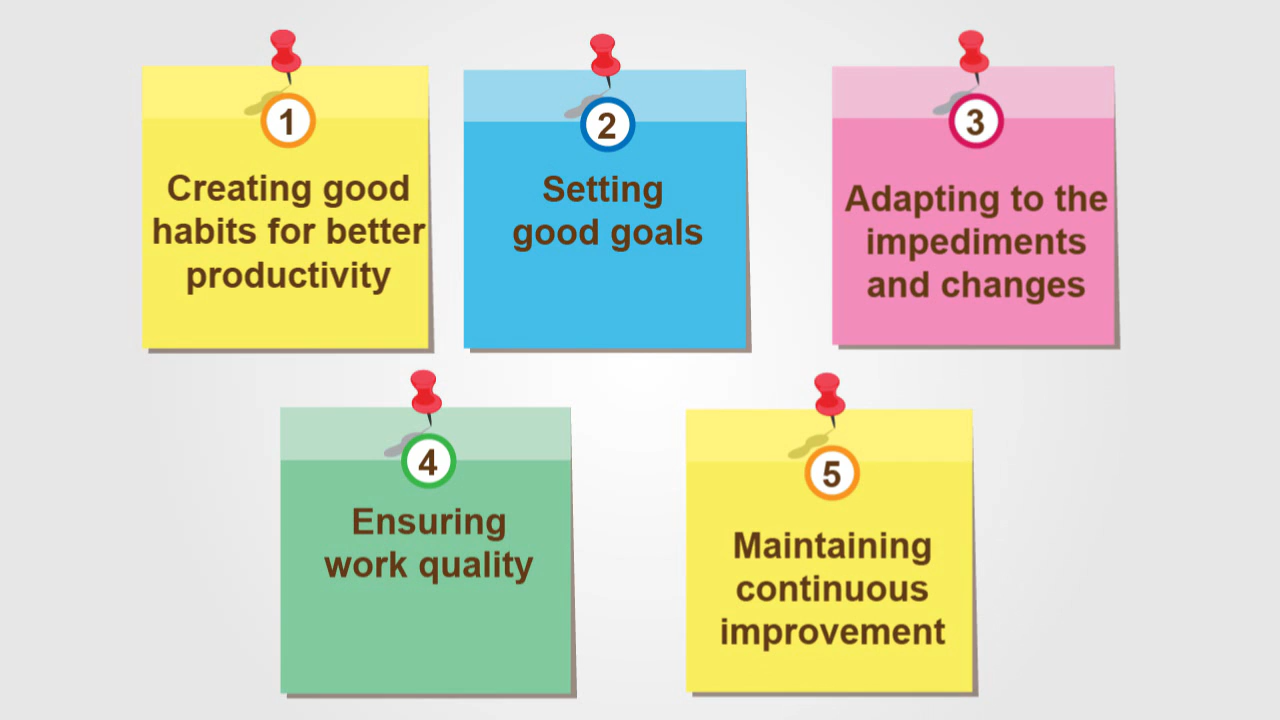 1
Creating good
habits for better
productivity
2
Setting
good goals
3
Adapting to the
impediments
and changes
4
Ensuring
work quality
5
Maintaining
continuous
improvement